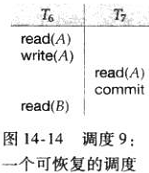 T₆ T₇
read(A)
write(A)
read(A)
commit
read(B)
图 14-14 调度 9：
一个可恢复的调度